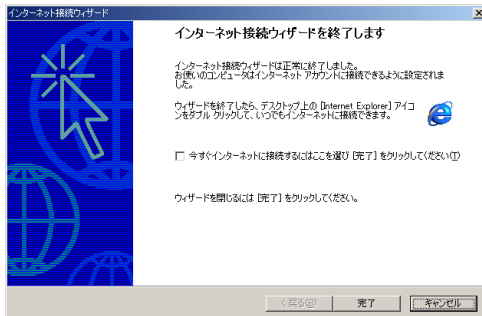 インターネット接続ウィザード
インターネット接続ウィザードを終了します
インターネット接続ウィザードは正常に終了しました。
お使いのコンピュータはインターネット アカウントに接続できるように設定されま
した。
ウィザードを終了したら、デスクトップ上の [Internet Explorer] アイコ
ンをダブル クリックして、いつでもインターネットに接続できます。
今すぐインターネットに接続するにはここを選び [完了] をクリックしてください(T)
ウィザードを閉じるには [完了] をクリックしてください。
< 戻る(B)
完了
キャンセル